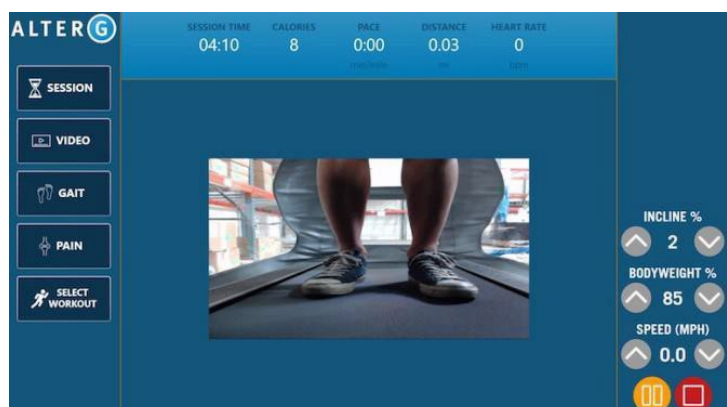 ALTERG
SESSION TIME CALORIES PACE DISTANCE HEART RATE
04:10 8 0:00 0.03 0
SESSION
VIDEO
GAIT
PAIN
SELECT
WORKOUT
INCLINE %
2
BODYWEIGHT %
85
SPEED (MPH)
0.0